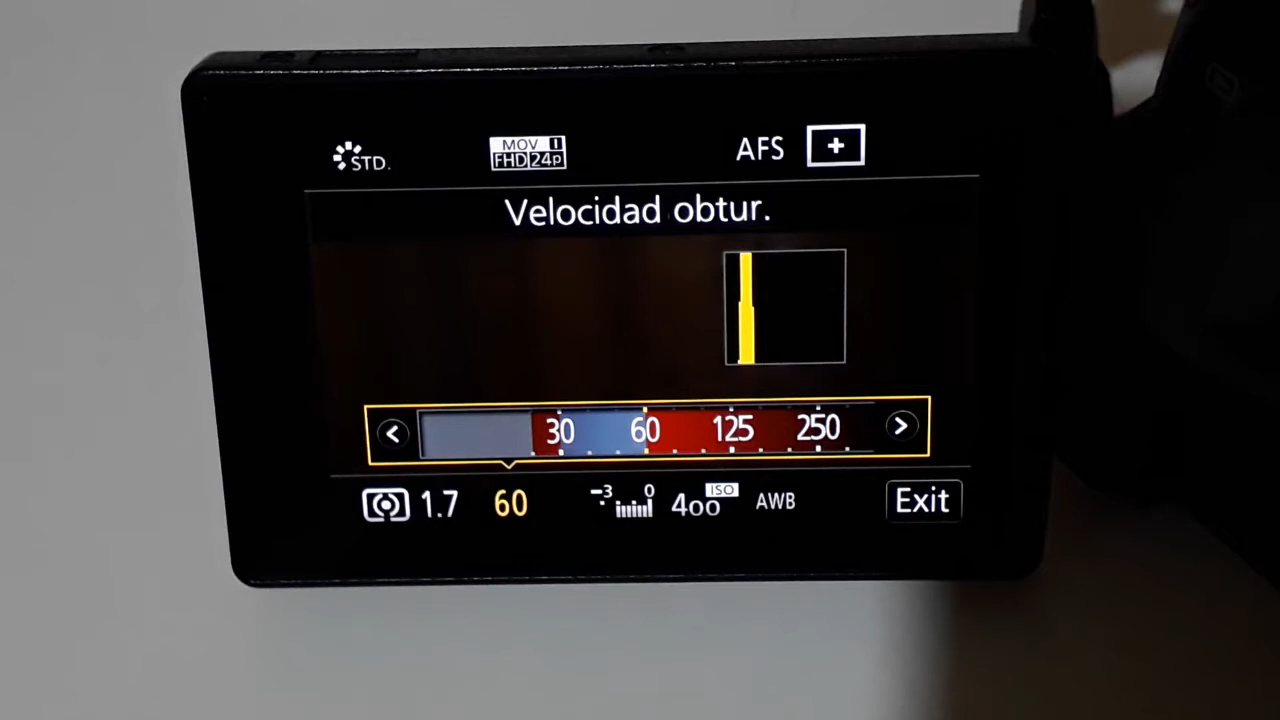 STD. MOV FHD 24p AFS
Velocidad obtur.
30 60 125 250
1.7 60 −3 0 400 ISO AWB Exit